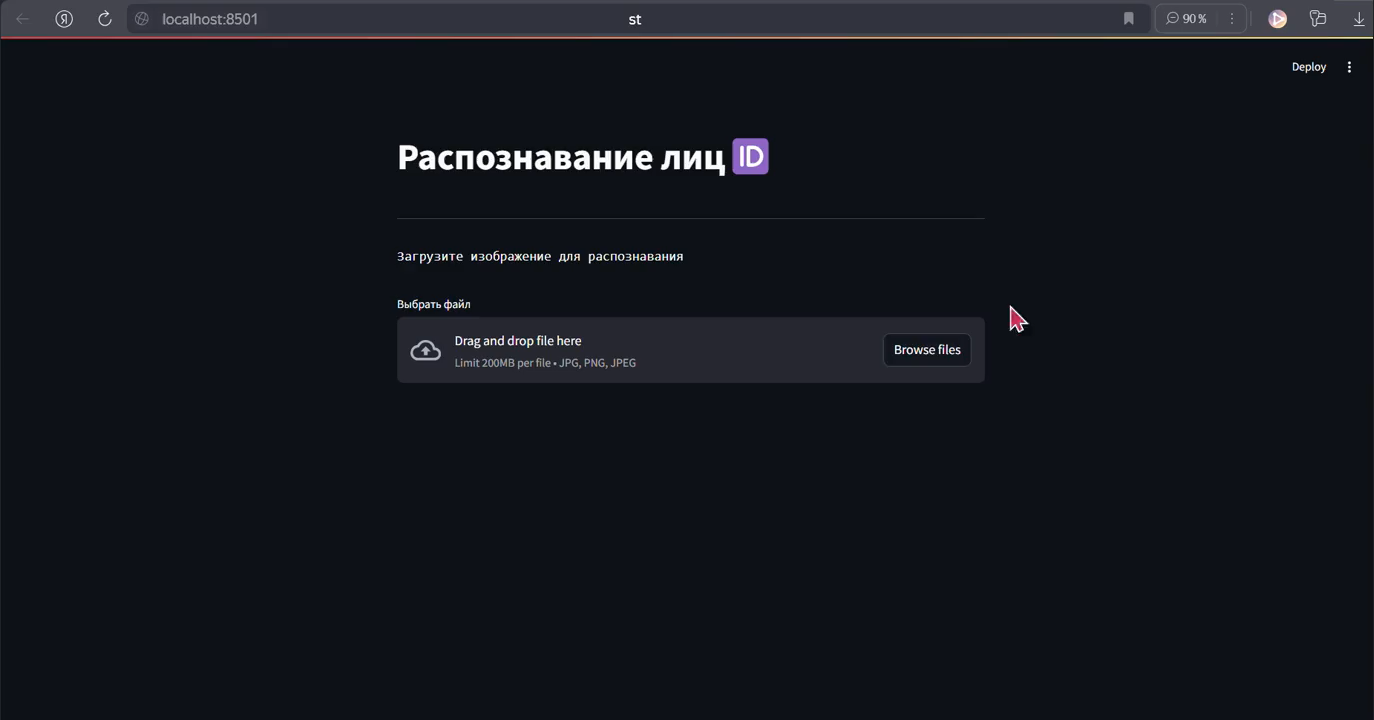 localhost:8501
st
90 %
Deploy
Распознавание лиц 🆔
Загрузите изображение для распознавания
Выбрать файл
Drag and drop file here
Limit 200MB per file • JPG, PNG, JPEG
Browse files